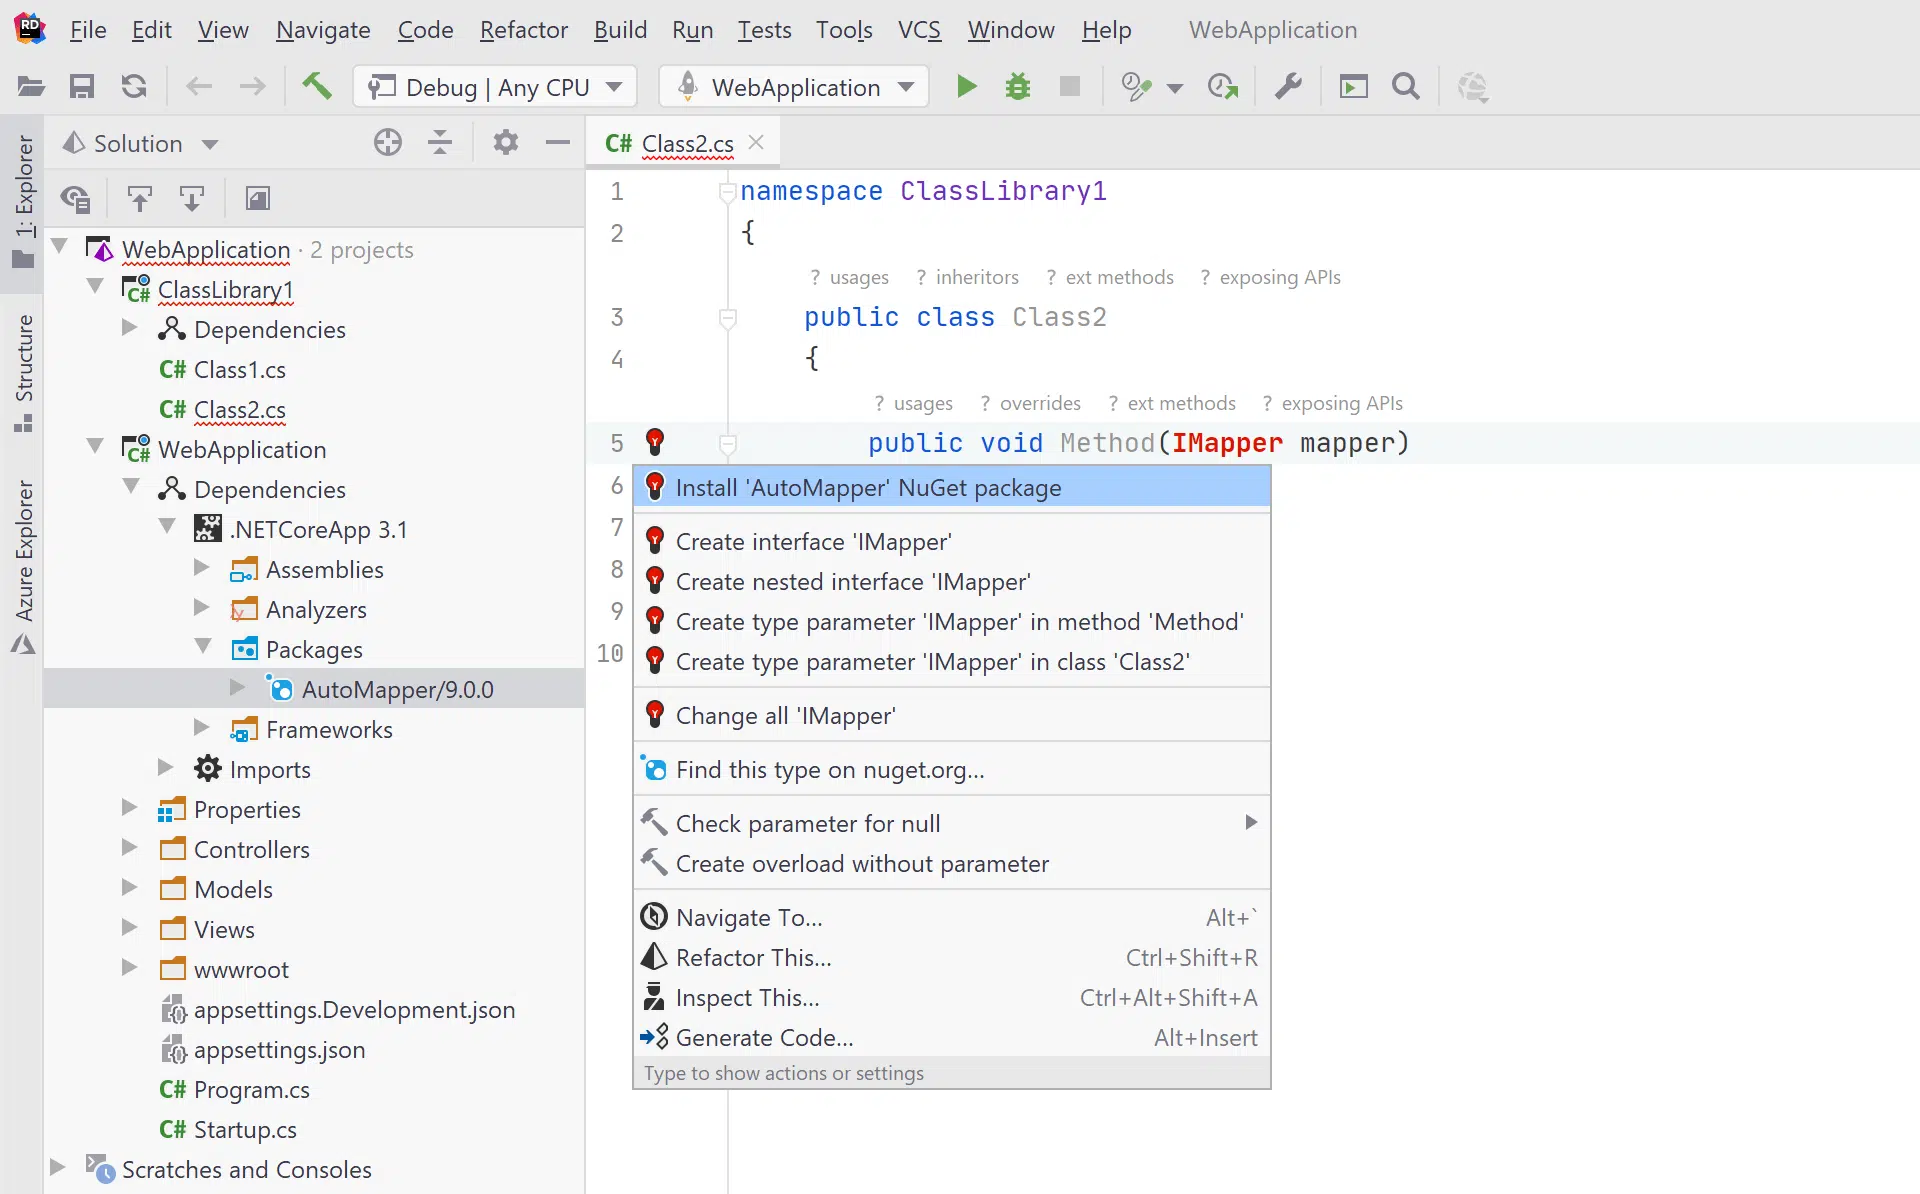 RD File Edit View Navigate Code Refactor Build Run Tests Tools VCS Window Help WebApplication
Debug | Any CPU WebApplication
1: Explorer
Structure
Azure Explorer
Solution
WebApplication · 2 projects
C# ClassLibrary1
Dependencies
C# Class1.cs
C# Class2.cs
C# WebApplication
Dependencies
.NETCoreApp 3.1
Assemblies
Analyzers
Packages
AutoMapper/9.0.0
Frameworks
Imports
Properties
Controllers
Models
Views
wwwroot
appsettings.Development.json
appsettings.json
C# Program.cs
C# Startup.cs
Scratches and Consoles
C# Class2.cs
1 namespace ClassLibrary1
2 {
? usages ? inheritors ? ext methods ? exposing APIs
3 public class Class2
4 {
? usages ? overrides ? ext methods ? exposing APIs
5 public void Method(IMapper mapper)
6
7
8
9
10
Install 'AutoMapper' NuGet package
Create interface 'IMapper'
Create nested interface 'IMapper'
Create type parameter 'IMapper' in method 'Method'
Create type parameter 'IMapper' in class 'Class2'
Change all 'IMapper'
Find this type on nuget.org...
Check parameter for null
Create overload without parameter
Navigate To... Alt+`
Refactor This... Ctrl+Shift+R
Inspect This... Ctrl+Alt+Shift+A
Generate Code... Alt+Insert
Type to show actions or settings